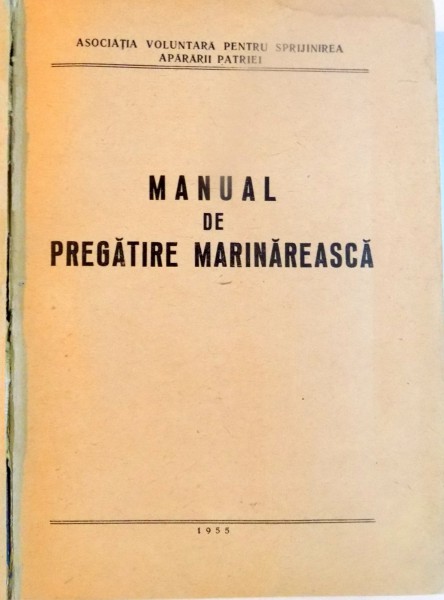 ASOCIAȚIA VOLUNTARĂ PENTRU SPRIJINIREA
APĂRĂRII PATRIEI
MANUAL
DE
PREGĂTIRE MARINĂREASCĂ
1955